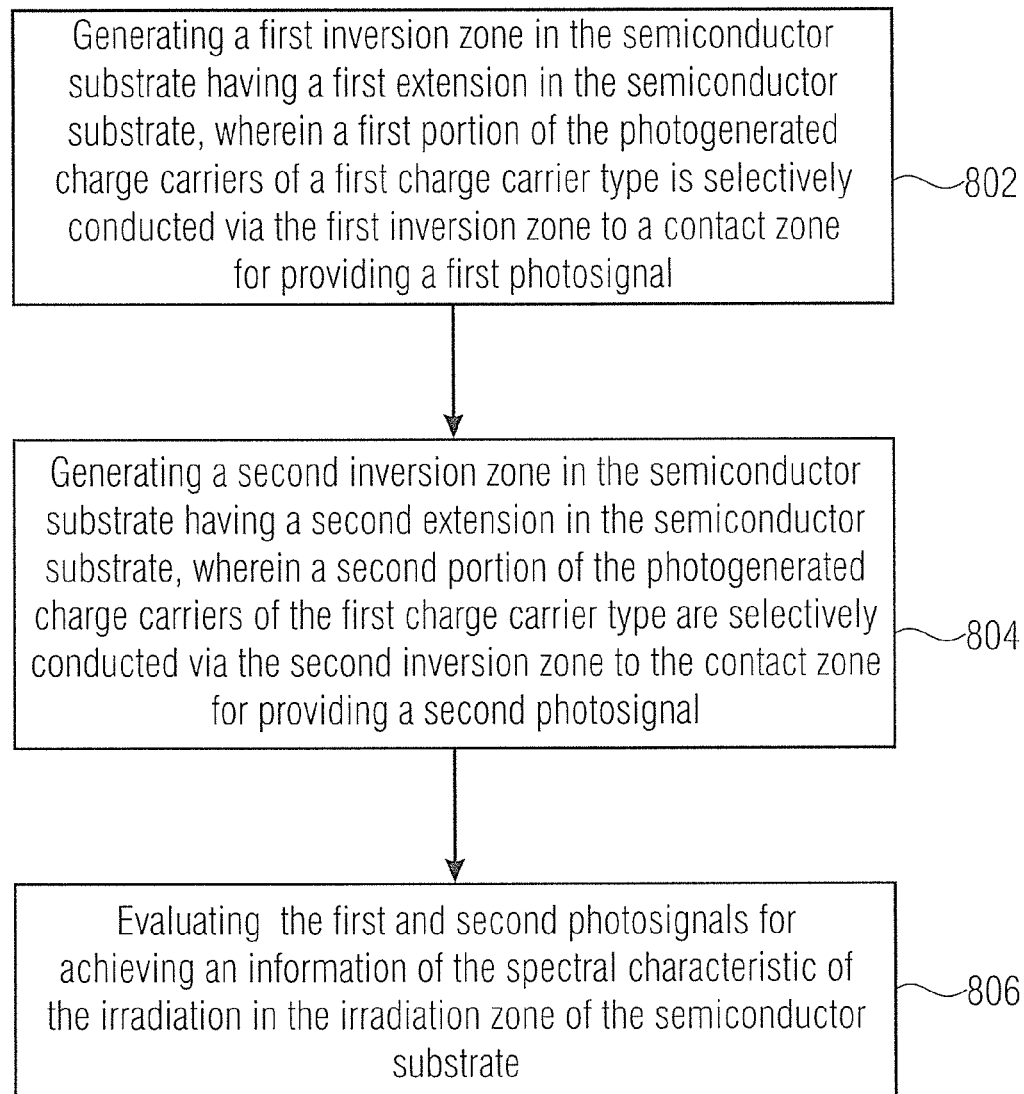 Generating a first inversion zone in the semiconductor
substrate having a first extension in the semiconductor
substrate, wherein a first portion of the photogenerated
charge carriers of a first charge carrier type is selectively
conducted via the first inversion zone to a contact zone
for providing a first photosignal
802
Generating a second inversion zone in the semiconductor
substrate having a second extension in the semiconductor
substrate, wherein a second portion of the photogenerated
charge carriers of the first charge carrier type are selectively
conducted via the second inversion zone to the contact zone
for providing a second photosignal
804
Evaluating the first and second photosignals for
achieving an information of the spectral characteristic of
the irradiation in the irradiation zone of the semiconductor
substrate
806